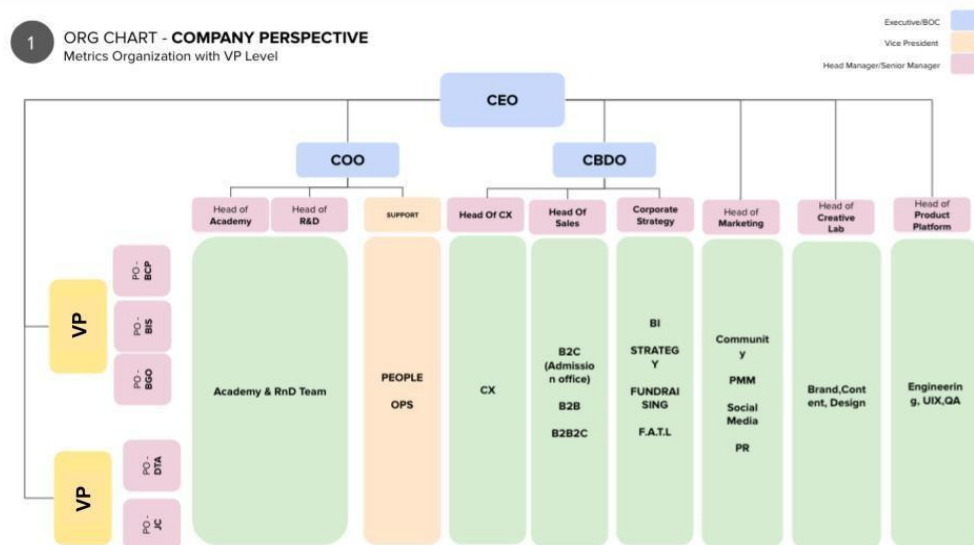 1
ORG CHART - COMPANY PERSPECTIVE
Metrics Organization with VP Level
Executive/BOC
Vice President
Head Manager/Senior Manager
CEO
COO
CBDO
Head of
Academy
Head of
R&D
SUPPORT
Head Of CX
Head Of
Sales
Corporate
Strategy
Head of
Marketing
Head of
Creative
Lab
Head of
Product
Platform
VP
PO -
BCP
PO -
BIS
PO -
BGO
VP
PO -
DTA
PO -
JC
Academy & RnD Team
PEOPLE
OPS
CX
B2C
(Admissio
n office)
B2B
B2B2C
BI
STRATEG
Y
FUNDRAI
SING
F.A.T.L
Communit
y
PMM
Social
Media
PR
Brand,Cont
ent, Design
Engineerin
g, UIX,QA